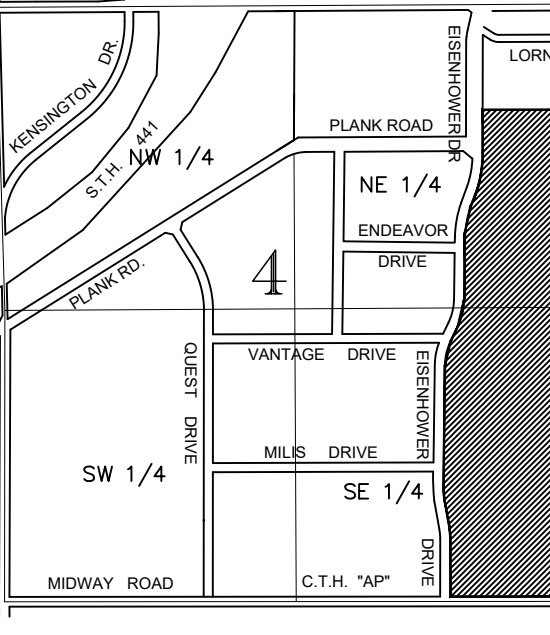 KENSINGTON DR.
S.T.H. 441
NW 1/4
EISENHOWER DR
LORN
PLANK ROAD
NE 1/4
ENDEAVOR
DRIVE
PLANK RD.
4
QUEST DRIVE
VANTAGE DRIVE
EISENHOWER
MILIS DRIVE
SW 1/4
SE 1/4
DRIVE
MIDWAY ROAD
C.T.H. "AP"